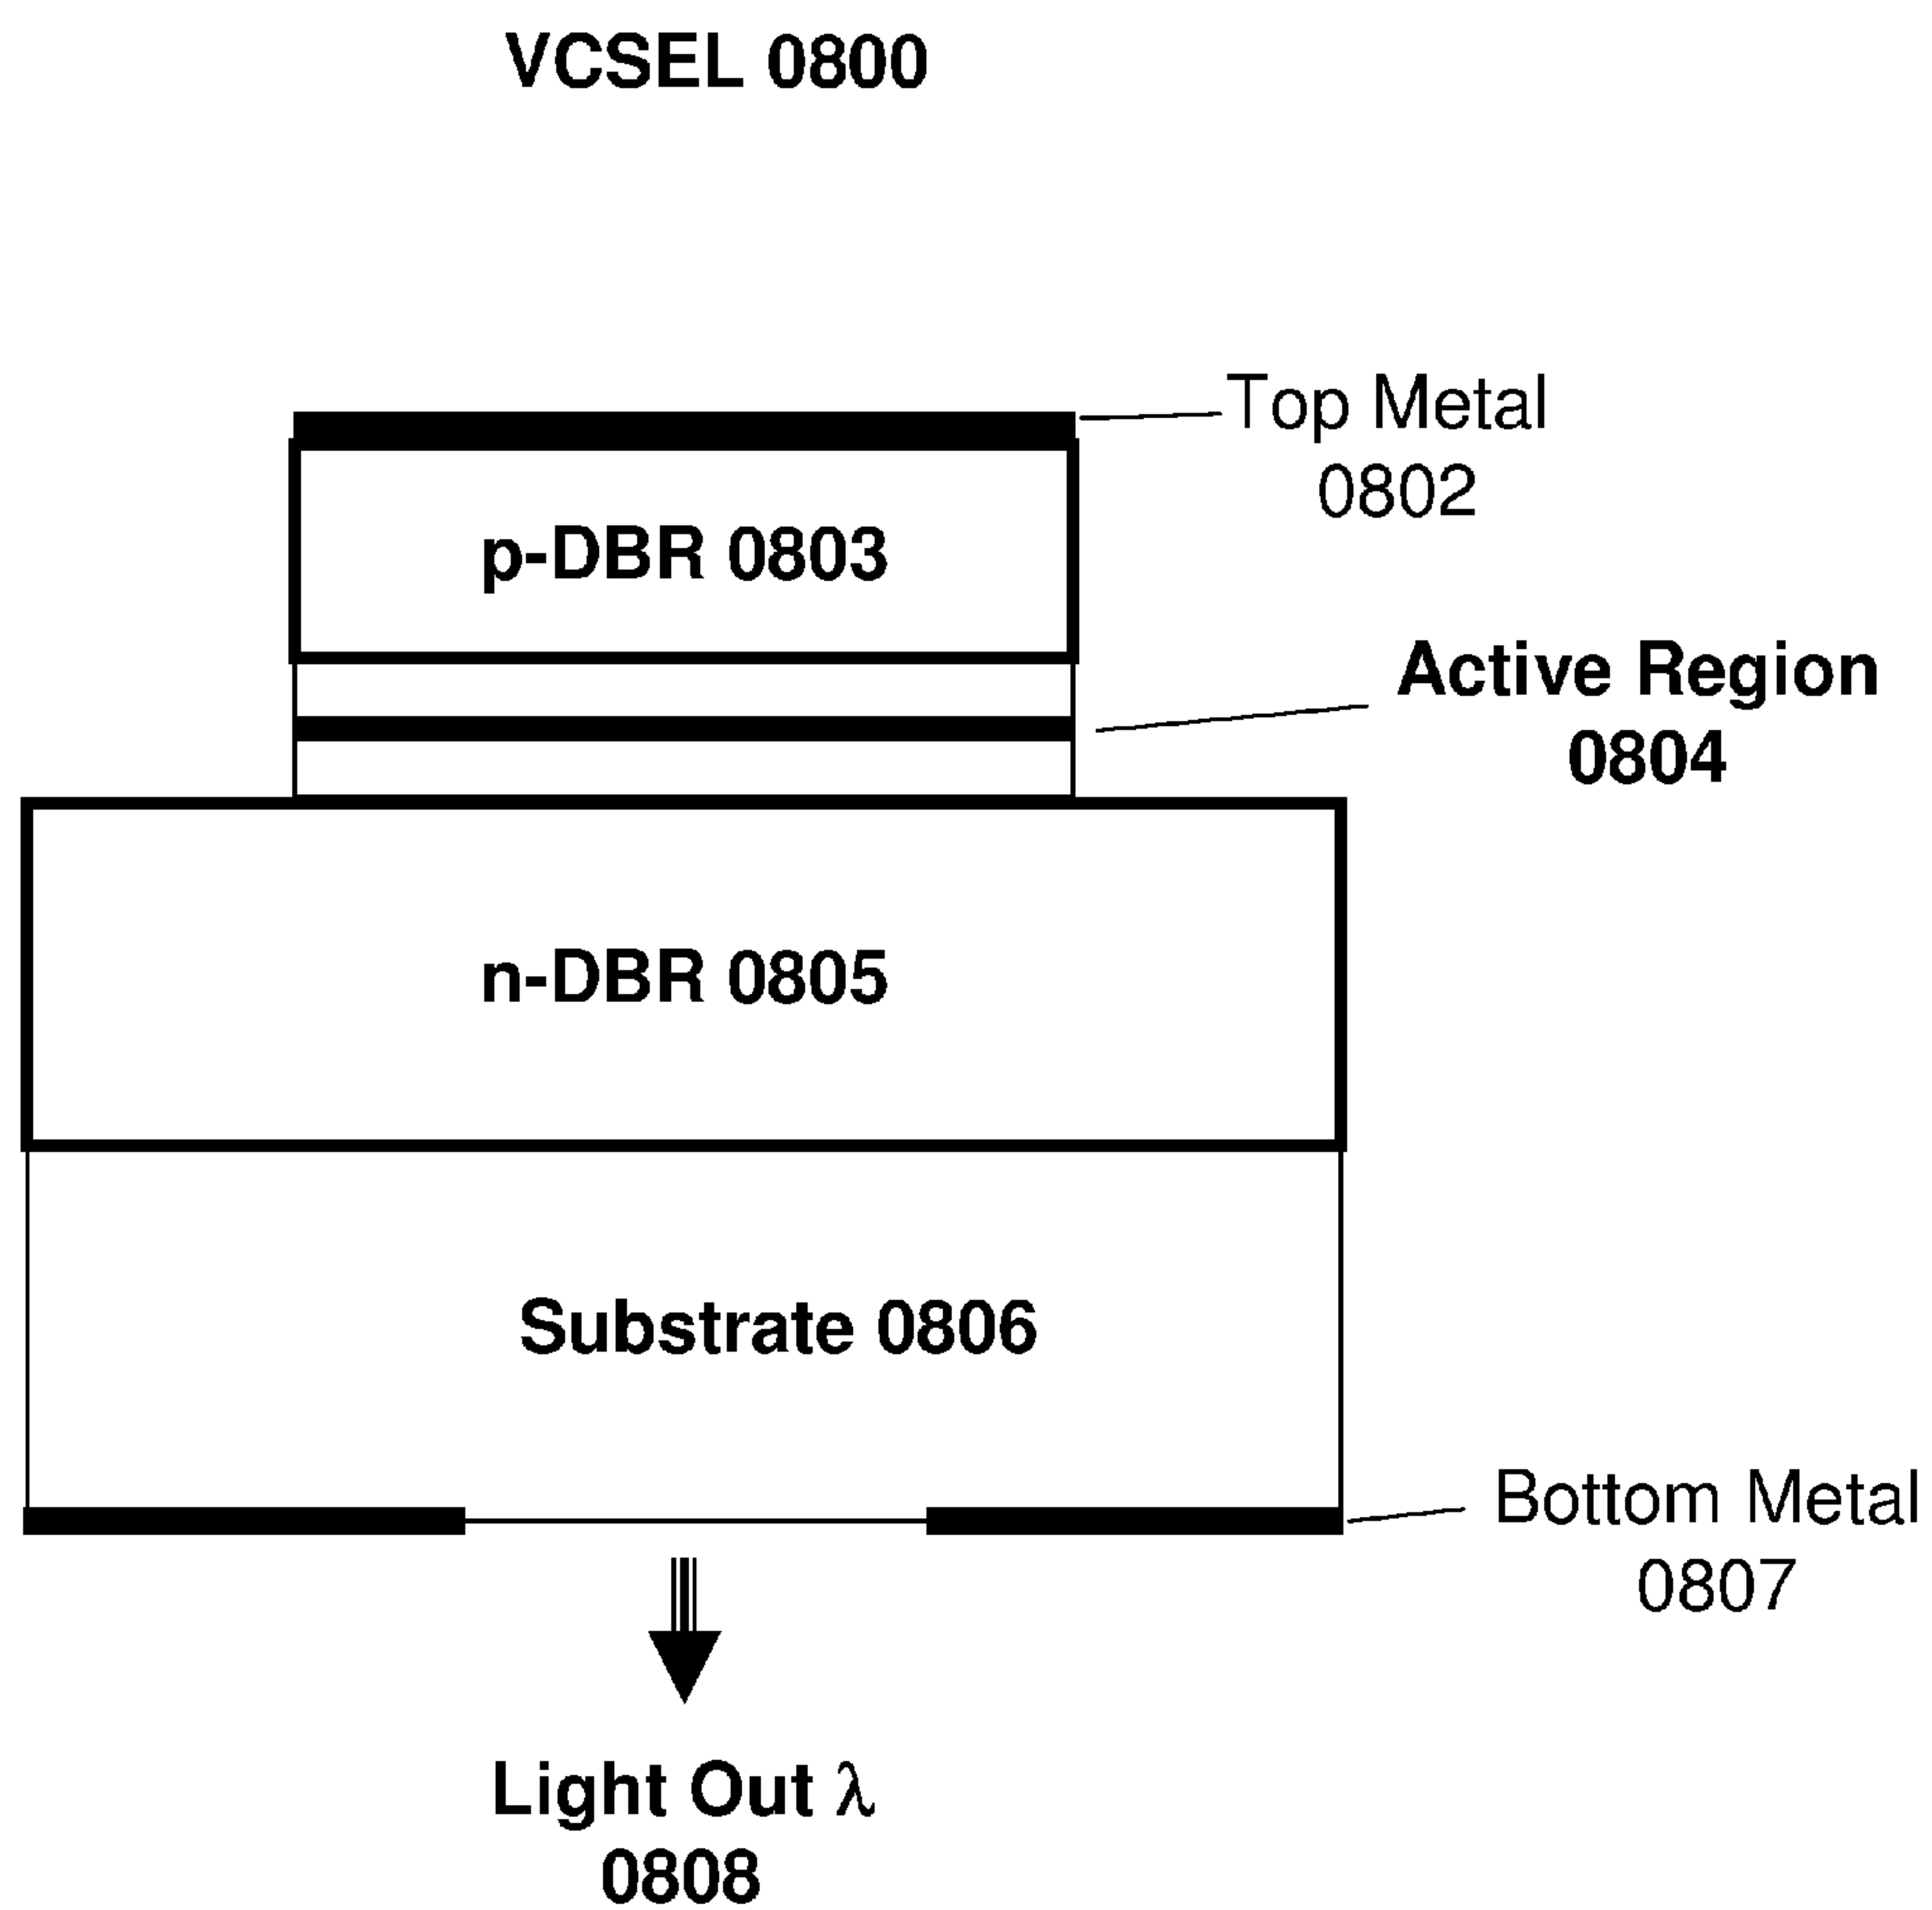 VCSEL 0800
Top Metal
0802
p-DBR 0803
Active Region
0804
n-DBR 0805
Substrate 0806
Bottom Metal
0807
Light Out λ
0808